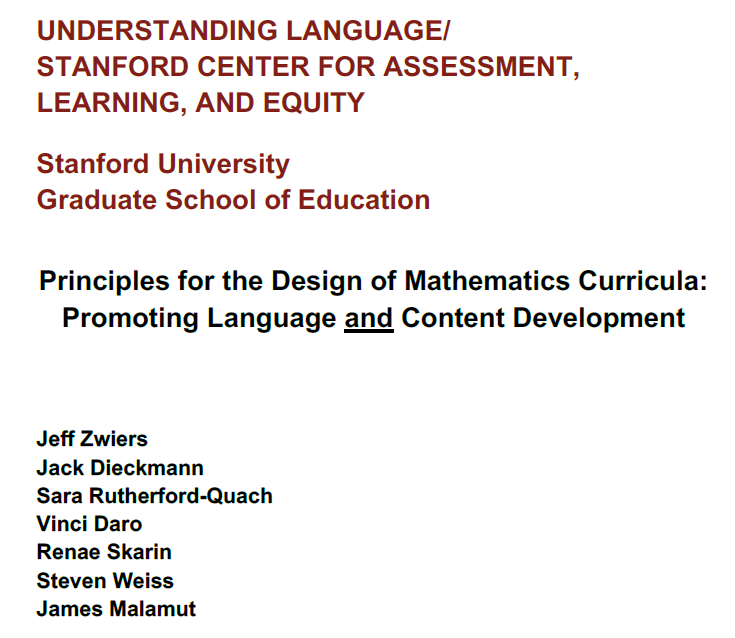 UNDERSTANDING LANGUAGE/
STANFORD CENTER FOR ASSESSMENT,
LEARNING, AND EQUITY
Stanford University
Graduate School of Education
Principles for the Design of Mathematics Curricula:
Promoting Language and Content Development
Jeff Zwiers
Jack Dieckmann
Sara Rutherford-Quach
Vinci Daro
Renae Skarin
Steven Weiss
James Malamut